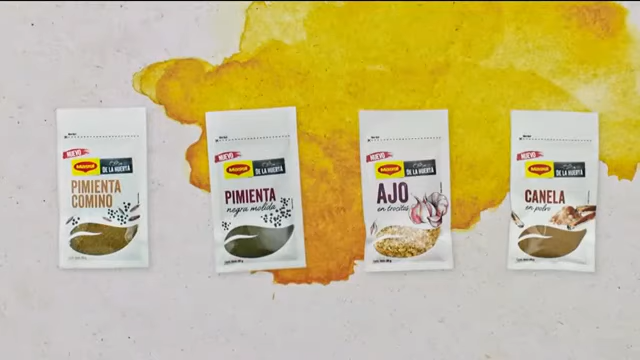 NUEVO
MAGGI
DE LA HUERTA
PIMIENTA
COMINO
NUEVO
MAGGI
DE LA HUERTA
PIMIENTA
negra molida
NUEVO
MAGGI
DE LA HUERTA
AJO
en trocitos
NUEVO
MAGGI
DE LA HUERTA
CANELA
en polvo